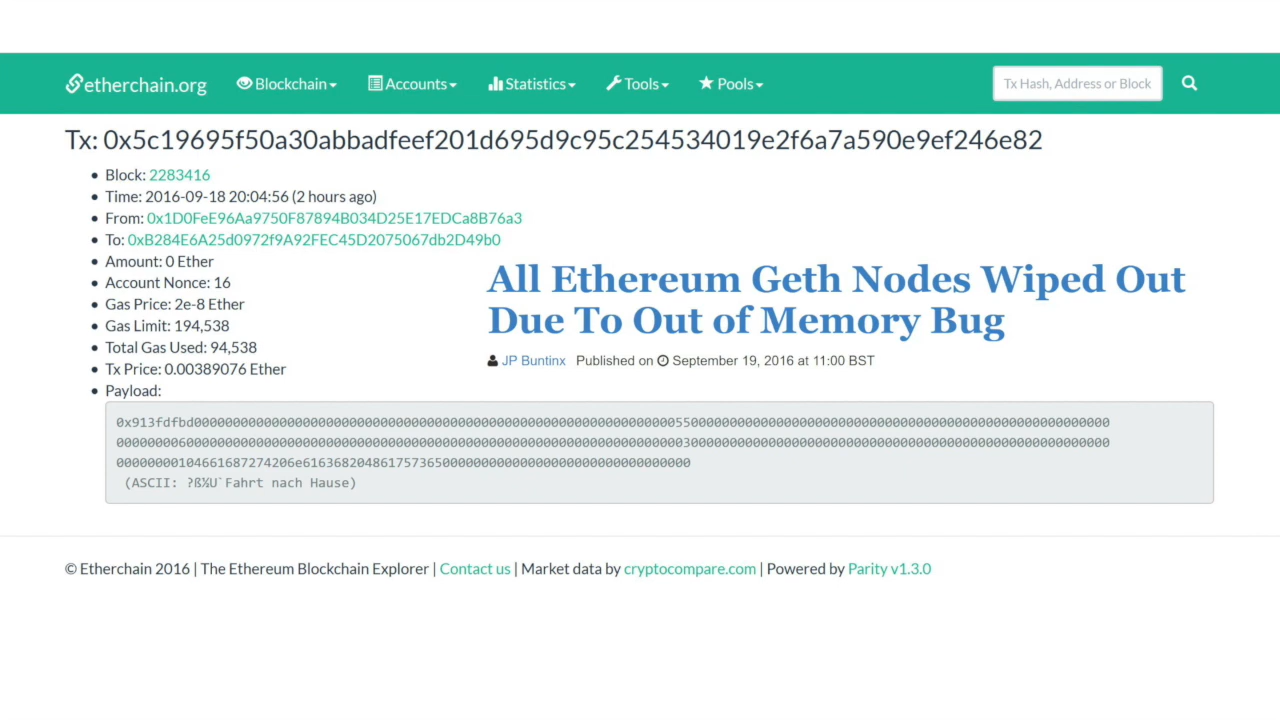 etherchain.org Blockchain Accounts Statistics Tools Pools Tx Hash, Address or Block
Tx: 0x5c19695f50a30abbadfeef201d695d9c95c254534019e2f6a7a590e9ef246e82
• Block: 2283416
• Time: 2016-09-18 20:04:56 (2 hours ago)
• From: 0x1D0FeE96Aa9750F87894B034D25E17EDCa8B76a3
• To: 0xB284E6A25d0972f9A92FEC45D2075067db2D49b0
• Amount: 0 Ether
• Account Nonce: 16
• Gas Price: 2e-8 Ether
• Gas Limit: 194,538
• Total Gas Used: 94,538
• Tx Price: 0.00389076 Ether
• Payload:
All Ethereum Geth Nodes Wiped Out
Due To Out of Memory Bug
JP Buntinx Published on September 19, 2016 at 11:00 BST
0x913fdfbd0000000000000000000000000000000000000000000000000000000000000055000000000000000000000000000000000000000000000000000000
00000000600000000000000000000000000000000000000000000000000000000000000003000000000000000000000000000000000000000000000000000000
00000000104661687274206e61636820486175736500000000000000000000000000000000
(ASCII: ?ß½U`Fahrt nach Hause)
© Etherchain 2016 | The Ethereum Blockchain Explorer | Contact us | Market data by cryptocompare.com | Powered by Parity v1.3.0